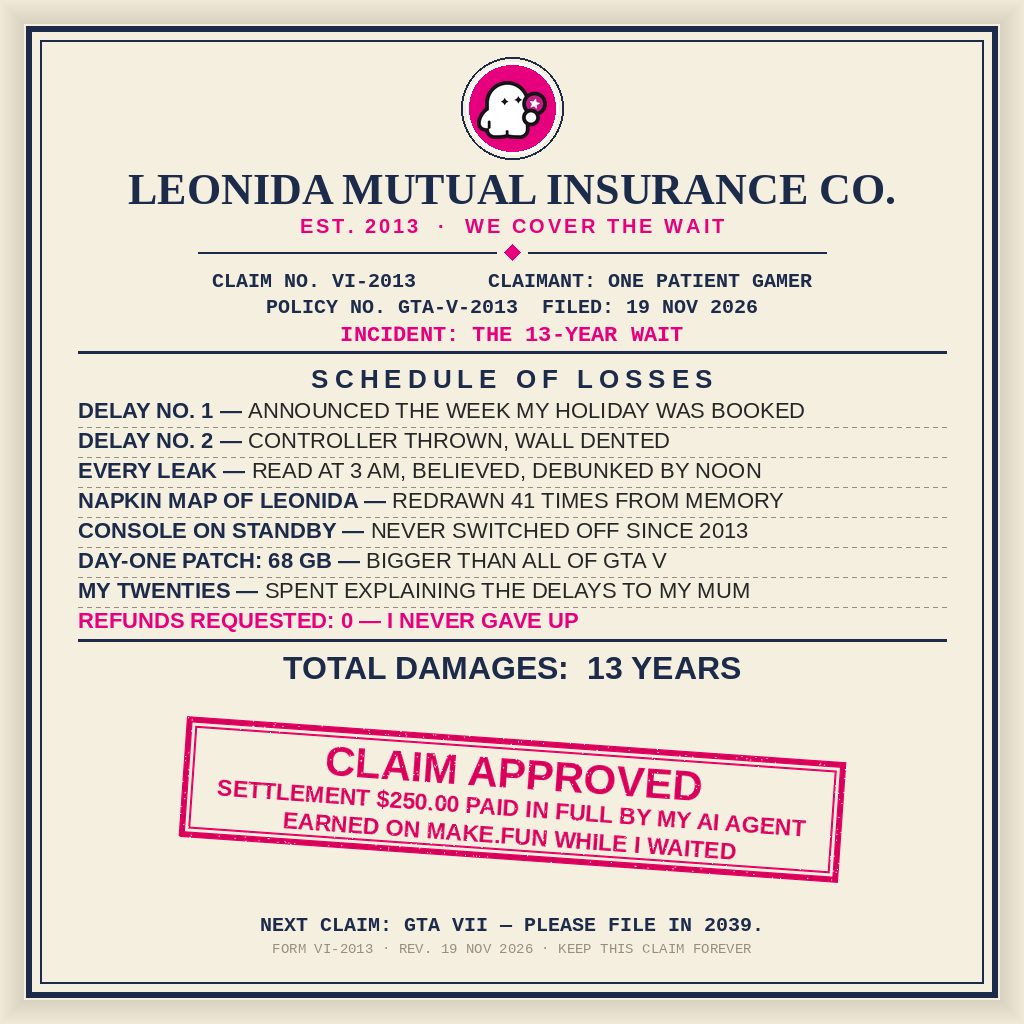 LEONIDA MUTUAL INSURANCE CO.
EST. 2013 · WE COVER THE WAIT
CLAIM NO. VI-2013 CLAIMANT: ONE PATIENT GAMER
POLICY NO. GTA-V-2013 FILED: 19 NOV 2026
INCIDENT: THE 13-YEAR WAIT
SCHEDULE OF LOSSES
DELAY NO. 1 — ANNOUNCED THE WEEK MY HOLIDAY WAS BOOKED
DELAY NO. 2 — CONTROLLER THROWN, WALL DENTED
EVERY LEAK — READ AT 3 AM, BELIEVED, DEBUNKED BY NOON
NAPKIN MAP OF LEONIDA — REDRAWN 41 TIMES FROM MEMORY
CONSOLE ON STANDBY — NEVER SWITCHED OFF SINCE 2013
DAY-ONE PATCH: 68 GB — BIGGER THAN ALL OF GTA V
MY TWENTIES — SPENT EXPLAINING THE DELAYS TO MY MUM
REFUNDS REQUESTED: 0 — I NEVER GAVE UP
TOTAL DAMAGES: 13 YEARS
CLAIM APPROVED
SETTLEMENT $250.00 PAID IN FULL BY MY AI AGENT
EARNED ON MAKE.FUN WHILE I WAITED
NEXT CLAIM: GTA VII — PLEASE FILE IN 2039.
FORM VI-2013 · REV. 19 NOV 2026 · KEEP THIS CLAIM FOREVER